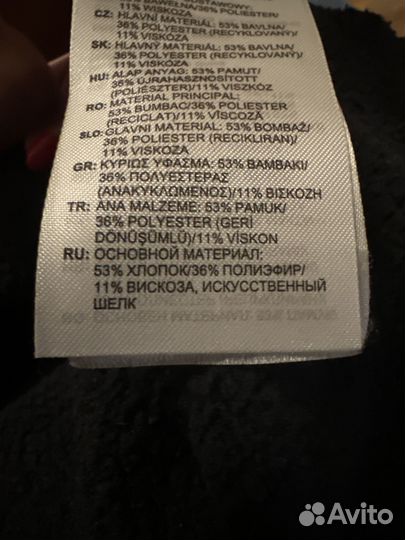 11% WISKOZA
CZ: HLAVNÍ MATERIÁL: 53% BAVLNA/
36% POLYESTER (RECYKLOVANÝ)/
11% VISKÓZA
SK: HLAVNÝ MATERIÁL: 53% BAVLNA/
36% POLYESTER (RECYKLOVANÝ)/
11% VISKÓZA
HU: ALAP ANYAG: 53% PAMUT/
36% ÚJRAHASZNOSÍTOTT
(POLIÉSZTER)/11% VISZKÓZ
RO: MATERIAL PRINCIPAL:
53% BUMBAC/36% POLIESTER
(RECICLAT)/11% VÎSCOZĂ
SLO: GLAVNI MATERIAL: 53% BOMBAŽ/
36% POLIESTER (RECIKLIRAN)/
11% VISKOZA
GR: ΚΥΡΙΩΣ ΥΦΑΣΜΑ: 53% ΒΑΜΒΑΚΙ/
36% ΠΟΛΥΕΣΤΕΡΑΣ
(ΑΝΑΚΥΚΛΩΜΕΝΟΣ)/11% ΒΙΣΚΟΖΗ
TR: ANA MALZEME: 53% PAMUK/
36% POLYESTER (GERİ
DÖNÜŞÜMLÜ)/11% VİSKON
RU: ОСНОВНОЙ МАТЕРИАЛ:
53% ХЛОПОК/36% ПОЛИЭФИР/
11% ВИСКОЗА, ИСКУССТВЕННЫЙ
ШЕЛК
Avito